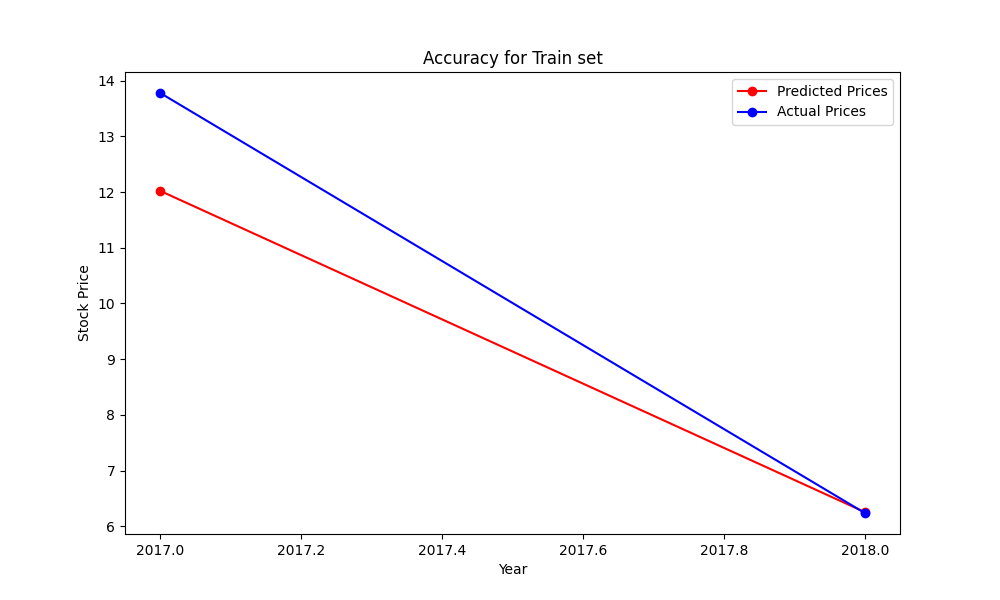 Accuracy for Train set
Predicted Prices
Actual Prices
Stock Price
14
13
12
11
10
9
8
7
6
2017.0 2017.2 2017.4 2017.6 2017.8 2018.0
Year